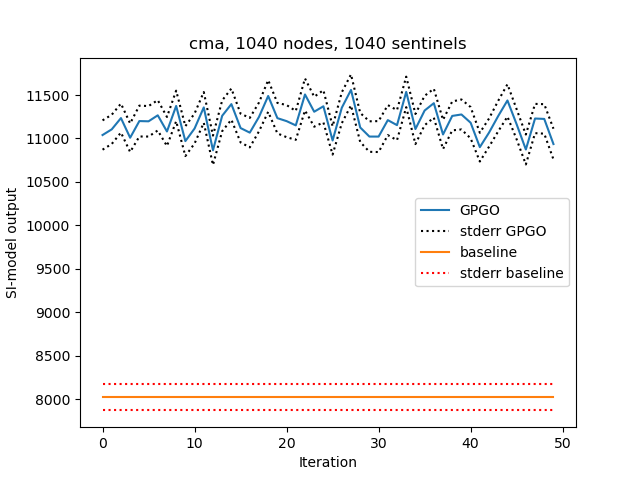 cma, 1040 nodes, 1040 sentinels
SI-model output
11500
11000
10500
10000
9500
9000
8500
8000
GPGO
stderr GPGO
baseline
stderr baseline
0 10 20 30 40 50
Iteration